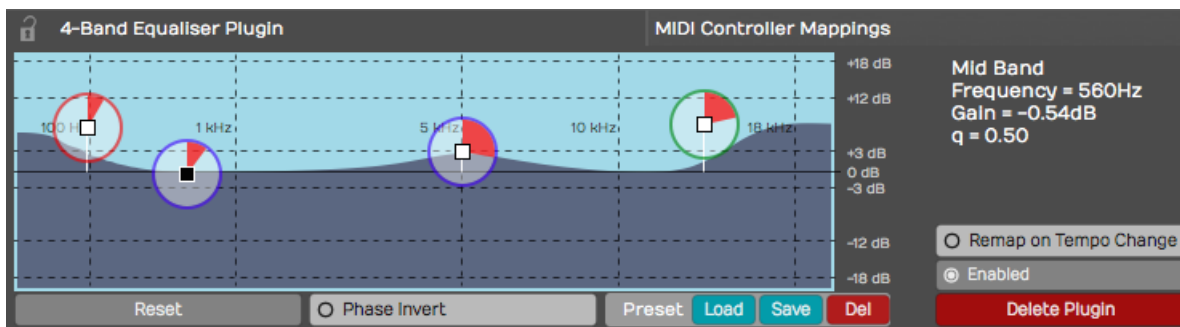 4-Band Equaliser Plugin
MIDI Controller Mappings
+18 dB
+12 dB
+3 dB
0 dB
-3 dB
-12 dB
-18 dB
100 H
1 kHz
5 kHz
10 kHz
18 kHz
Mid Band
Frequency = 560Hz
Gain = -0.54dB
q = 0.50
Remap on Tempo Change
Enabled
Reset
Phase Invert
Preset
Load
Save
Del
Delete Plugin